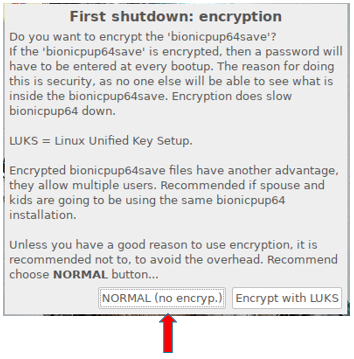 First shutdown: encryption
Do you want to encrypt the 'bionicpup64save'?
If the 'bionicpup64save' is encrypted, then a password will
have to be entered at every bootup. The reason for doing
this is security, as no one else will be able to see what is
inside the bionicpup64save. Encryption does slow
bionicpup64 down.
LUKS = Linux Unified Key Setup.
Encrypted bionicpup64save files have another advantage,
they allow multiple users. Recommended if spouse and
kids are going to be using the same bionicpup64
installation.
Unless you have a good reason to use encryption, it is
recommended not to, to avoid the overhead. Recommend
choose NORMAL button...
NORMAL (no encryp.) Encrypt with LUKS